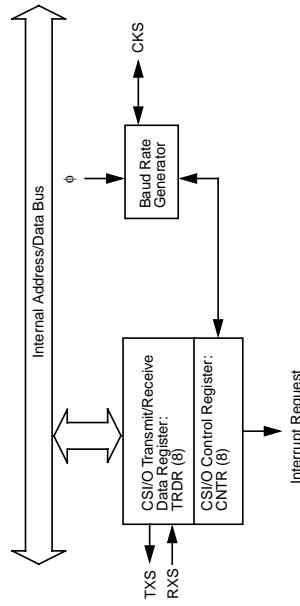 Internal Address/Data Bus
ϕ
CKS
Baud Rate
Generator
CSI/O Transmit/Receive
Data Register:
TRDR (8)
CSI/O Control Register:
CNTR (8)
TXS
RXS
Interrupt Request